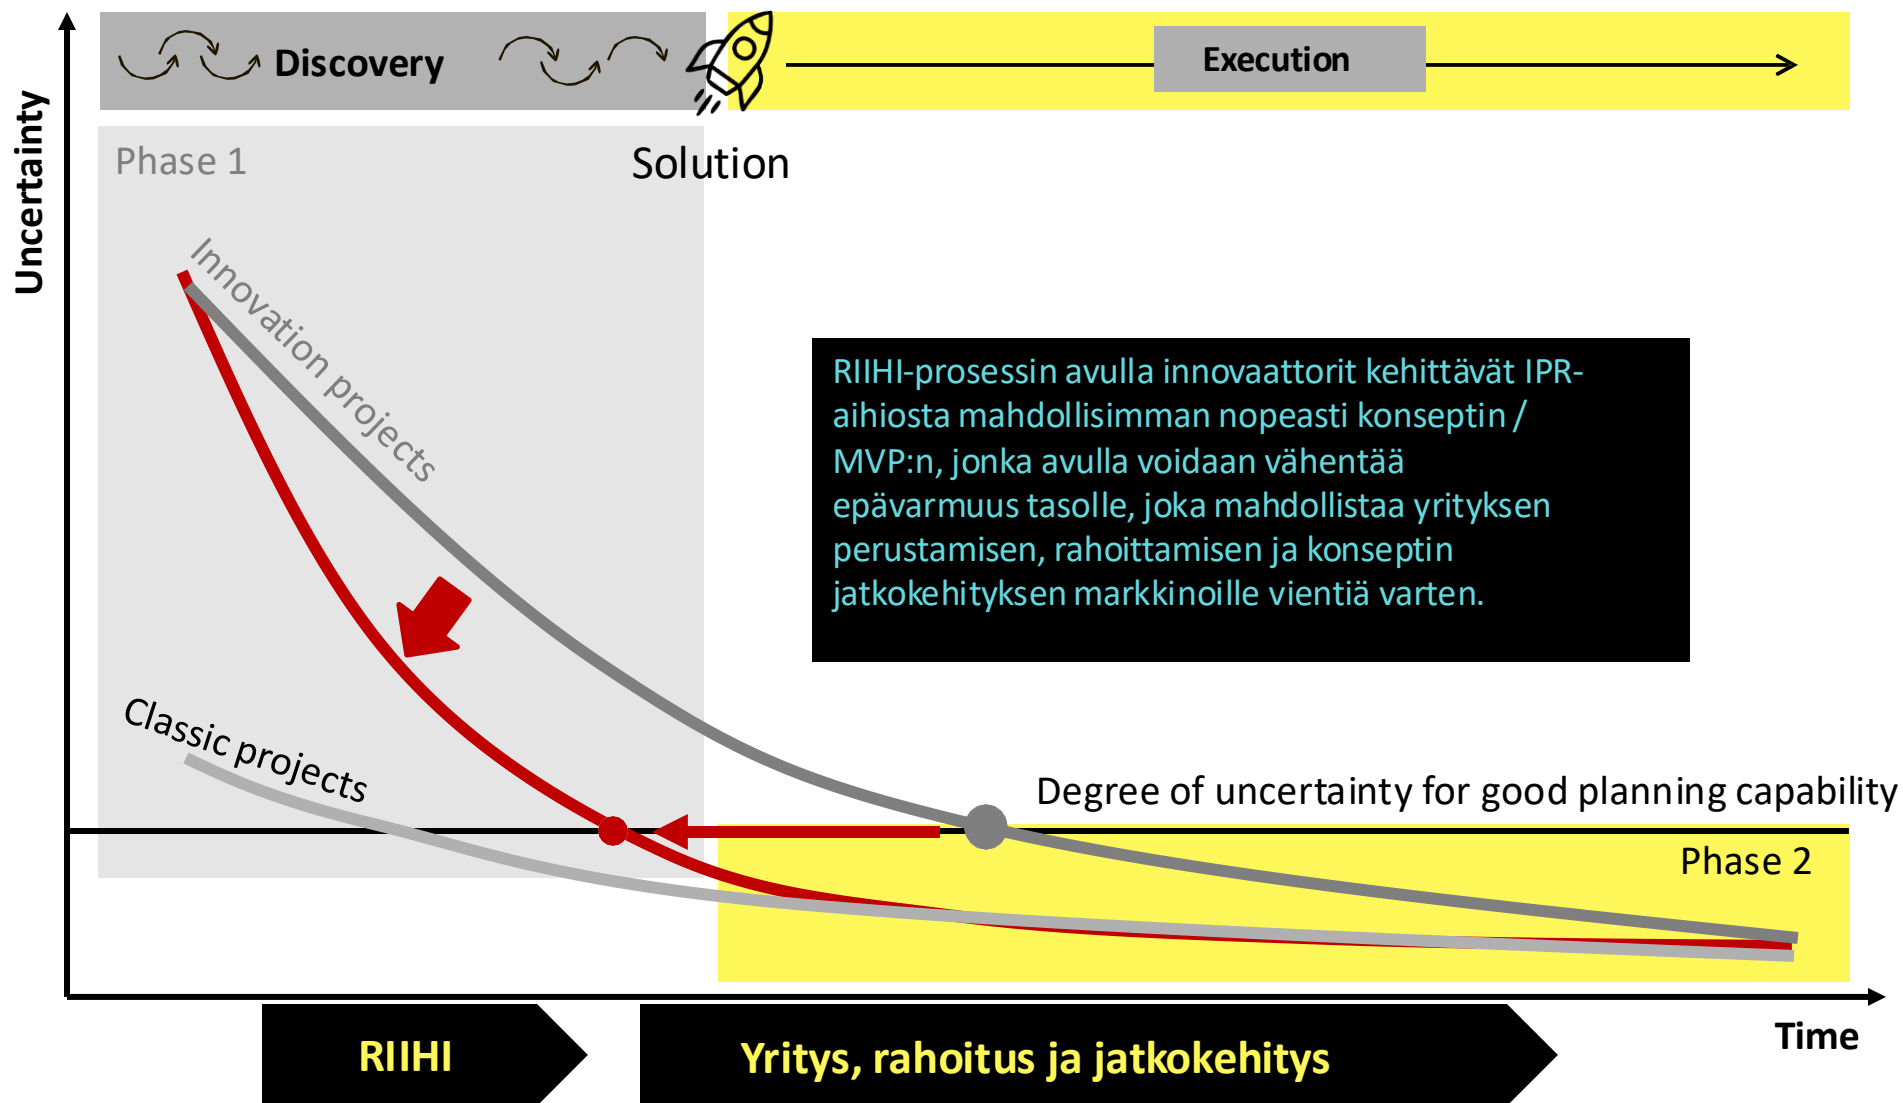 Discovery
Execution
Uncertainty
Phase 1
Solution
Innovation projects
RIIHI-prosessin avulla innovaattorit kehittävät IPR-
aihiosta mahdollisimman nopeasti konseptin /
MVP:n, jonka avulla voidaan vähentää
epävarmuus tasolle, joka mahdollistaa yrityksen
perustamisen, rahoittamisen ja konseptin
jatkokehityksen markkinoille vientiä varten.
Classic projects
Degree of uncertainty for good planning capability
Phase 2
Time
RIIHI
Yritys, rahoitus ja jatkokehitys